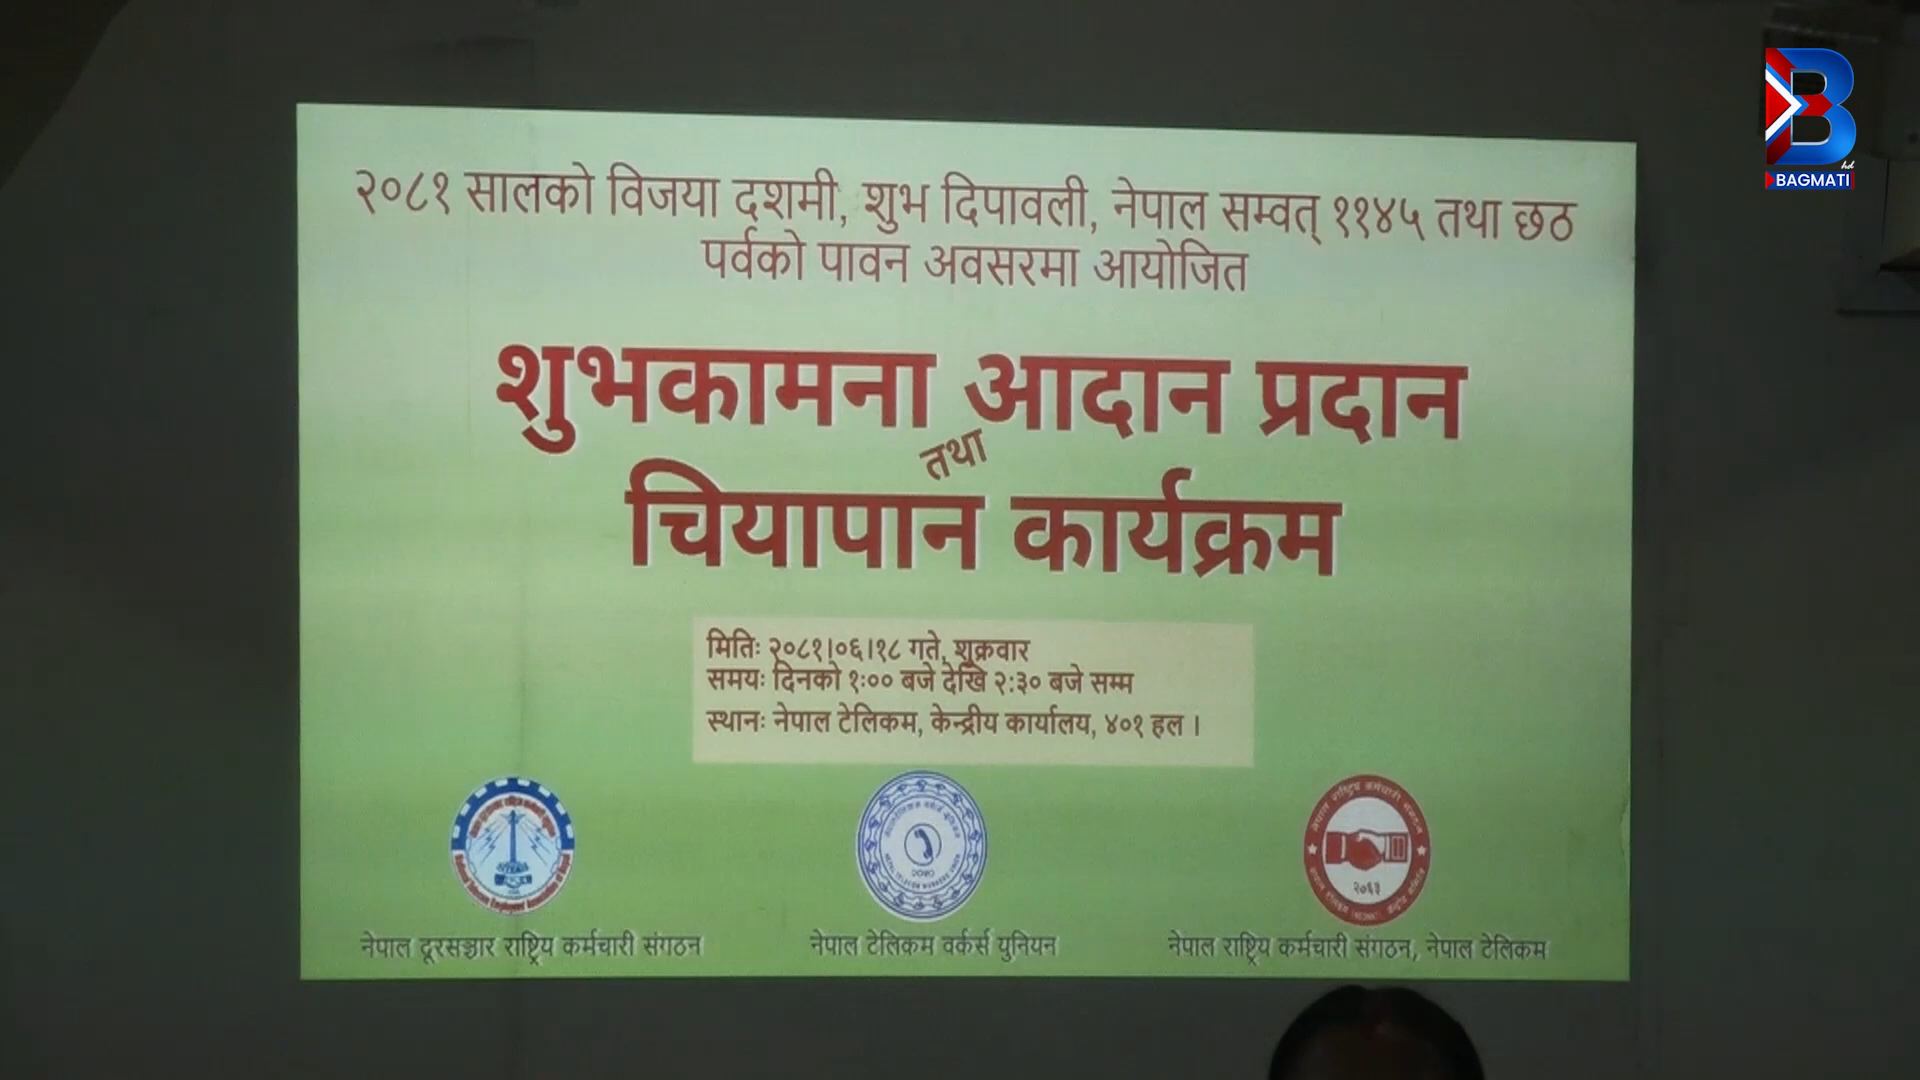 B
hd
BAGMATI
२०८१ सालको विजया दशमी, शुभ दिपावली, नेपाल सम्वत् ११४५ तथा छठ
पर्वको पावन अवसरमा आयोजित
शुभकामना आदान प्रदान
तथा
चियापान कार्यक्रम
मितिः २०८१।०६।१८ गते, शुक्रवार
समयः दिनको १ः०० बजे देखि २:३० बजे सम्म
स्थानः नेपाल टेलिकम, केन्द्रीय कार्यालय, ४०१ हल ।
२०६३
नेपाल दूरसञ्चार राष्ट्रिय कर्मचारी संगठन
नेपाल टेलिकम वर्कर्स युनियन
नेपाल राष्ट्रिय कर्मचारी संगठन, नेपाल टेलिकम